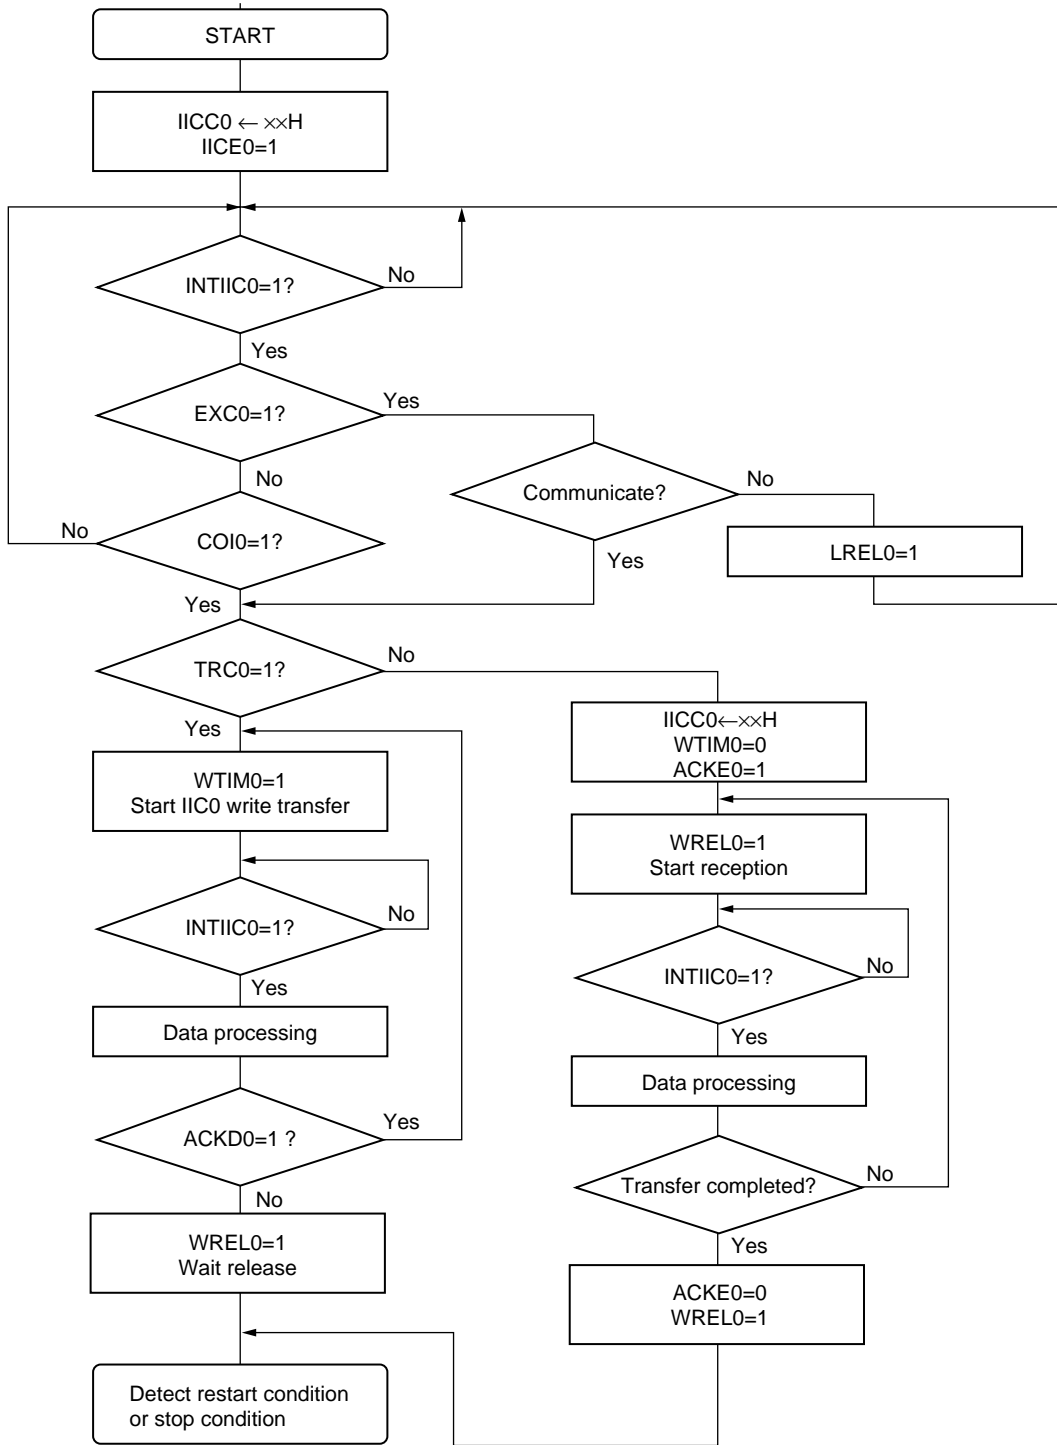 START
IICC0 ← ××H
IICE0=1
INTIIC0=1?
No
Yes
EXC0=1?
Yes
No
Communicate?
No
Yes
LREL0=1
COI0=1?
No
Yes
TRC0=1?
No
Yes
WTIM0=1
Start IIC0 write transfer
INTIIC0=1?
No
Yes
Data processing
ACKD0=1 ?
Yes
No
WREL0=1
Wait release
IICC0←××H
WTIM0=0
ACKE0=1
WREL0=1
Start reception
INTIIC0=1?
No
Yes
Data processing
Transfer completed?
No
Yes
ACKE0=0
WREL0=1
Detect restart condition
or stop condition